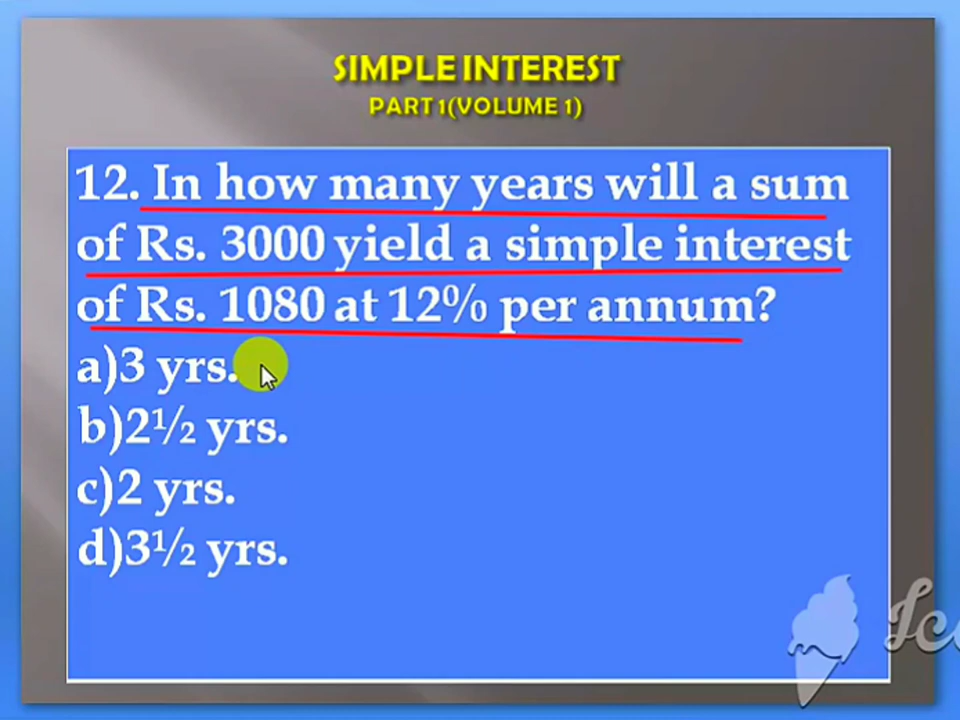 SIMPLE INTEREST
PART 1(VOLUME 1)
12. In how many years will a sum
of Rs. 3000 yield a simple interest
of Rs. 1080 at 12% per annum?
a)3 yrs.
b)2½ yrs.
c)2 yrs.
d)3½ yrs.